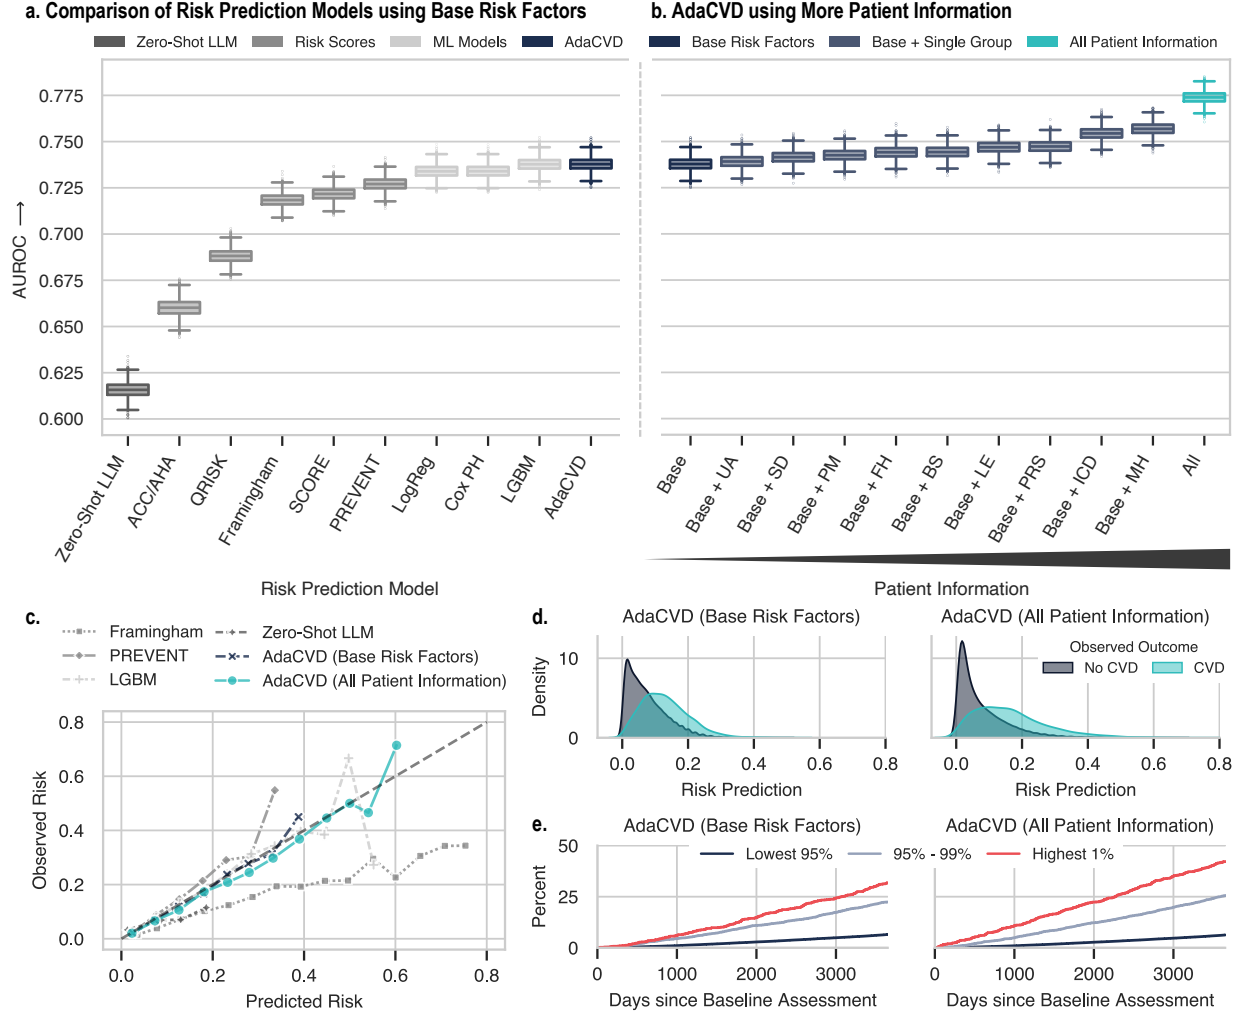 a. Comparison of Risk Prediction Models using Base Risk Factors
Zero-Shot LLM Risk Scores ML Models AdaCVD
AUROC →
0.775
0.750
0.725
0.700
0.675
0.650
0.625
0.600
Zero-Shot LLM
ACC/AHA
QRISK
Framingham
SCORE
PREVENT
LogReg
Cox PH
LGBM
AdaCVD
Risk Prediction Model
b. AdaCVD using More Patient Information
Base Risk Factors Base + Single Group All Patient Information
Base
Base + UA
Base + SD
Base + PM
Base + FH
Base + BS
Base + LE
Base + PRS
Base + ICD
Base + MH
All
Patient Information
c.
Framingham Zero-Shot LLM
PREVENT AdaCVD (Base Risk Factors)
LGBM AdaCVD (All Patient Information)
Observed Risk
0.8
0.6
0.4
0.2
0.0
0.0 0.2 0.4 0.6 0.8
Predicted Risk
d.
AdaCVD (Base Risk Factors)
Density
10
0
0.0 0.2 0.4 0.6 0.8
Risk Prediction
AdaCVD (All Patient Information)
Observed Outcome
No CVD CVD
0.0 0.2 0.4 0.6 0.8
Risk Prediction
e.
AdaCVD (Base Risk Factors)
Percent
50
25
0
Lowest 95% 95% - 99% Highest 1%
0 1000 2000 3000
Days since Baseline Assessment
AdaCVD (All Patient Information)
0 1000 2000 3000
Days since Baseline Assessment